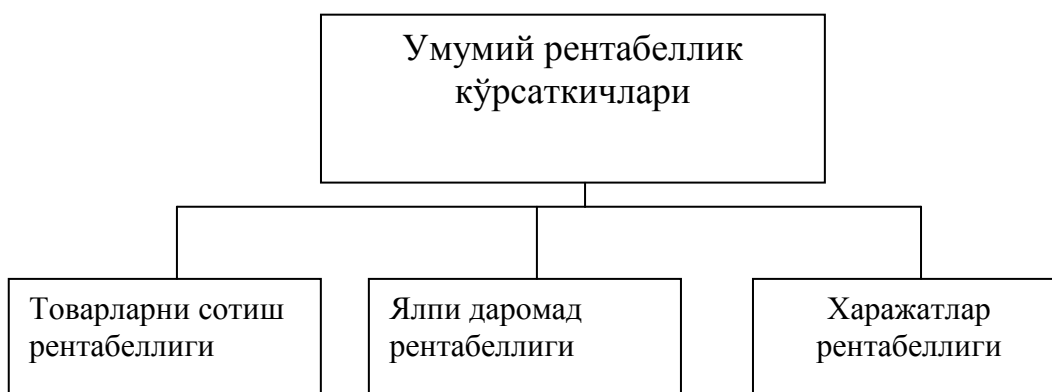 Умумий рентабеллик
кўрсаткичлари
Товарларни сотиш
рентабеллиги
Ялпи даромад
рентабеллиги
Харажатлар
рентабеллиги